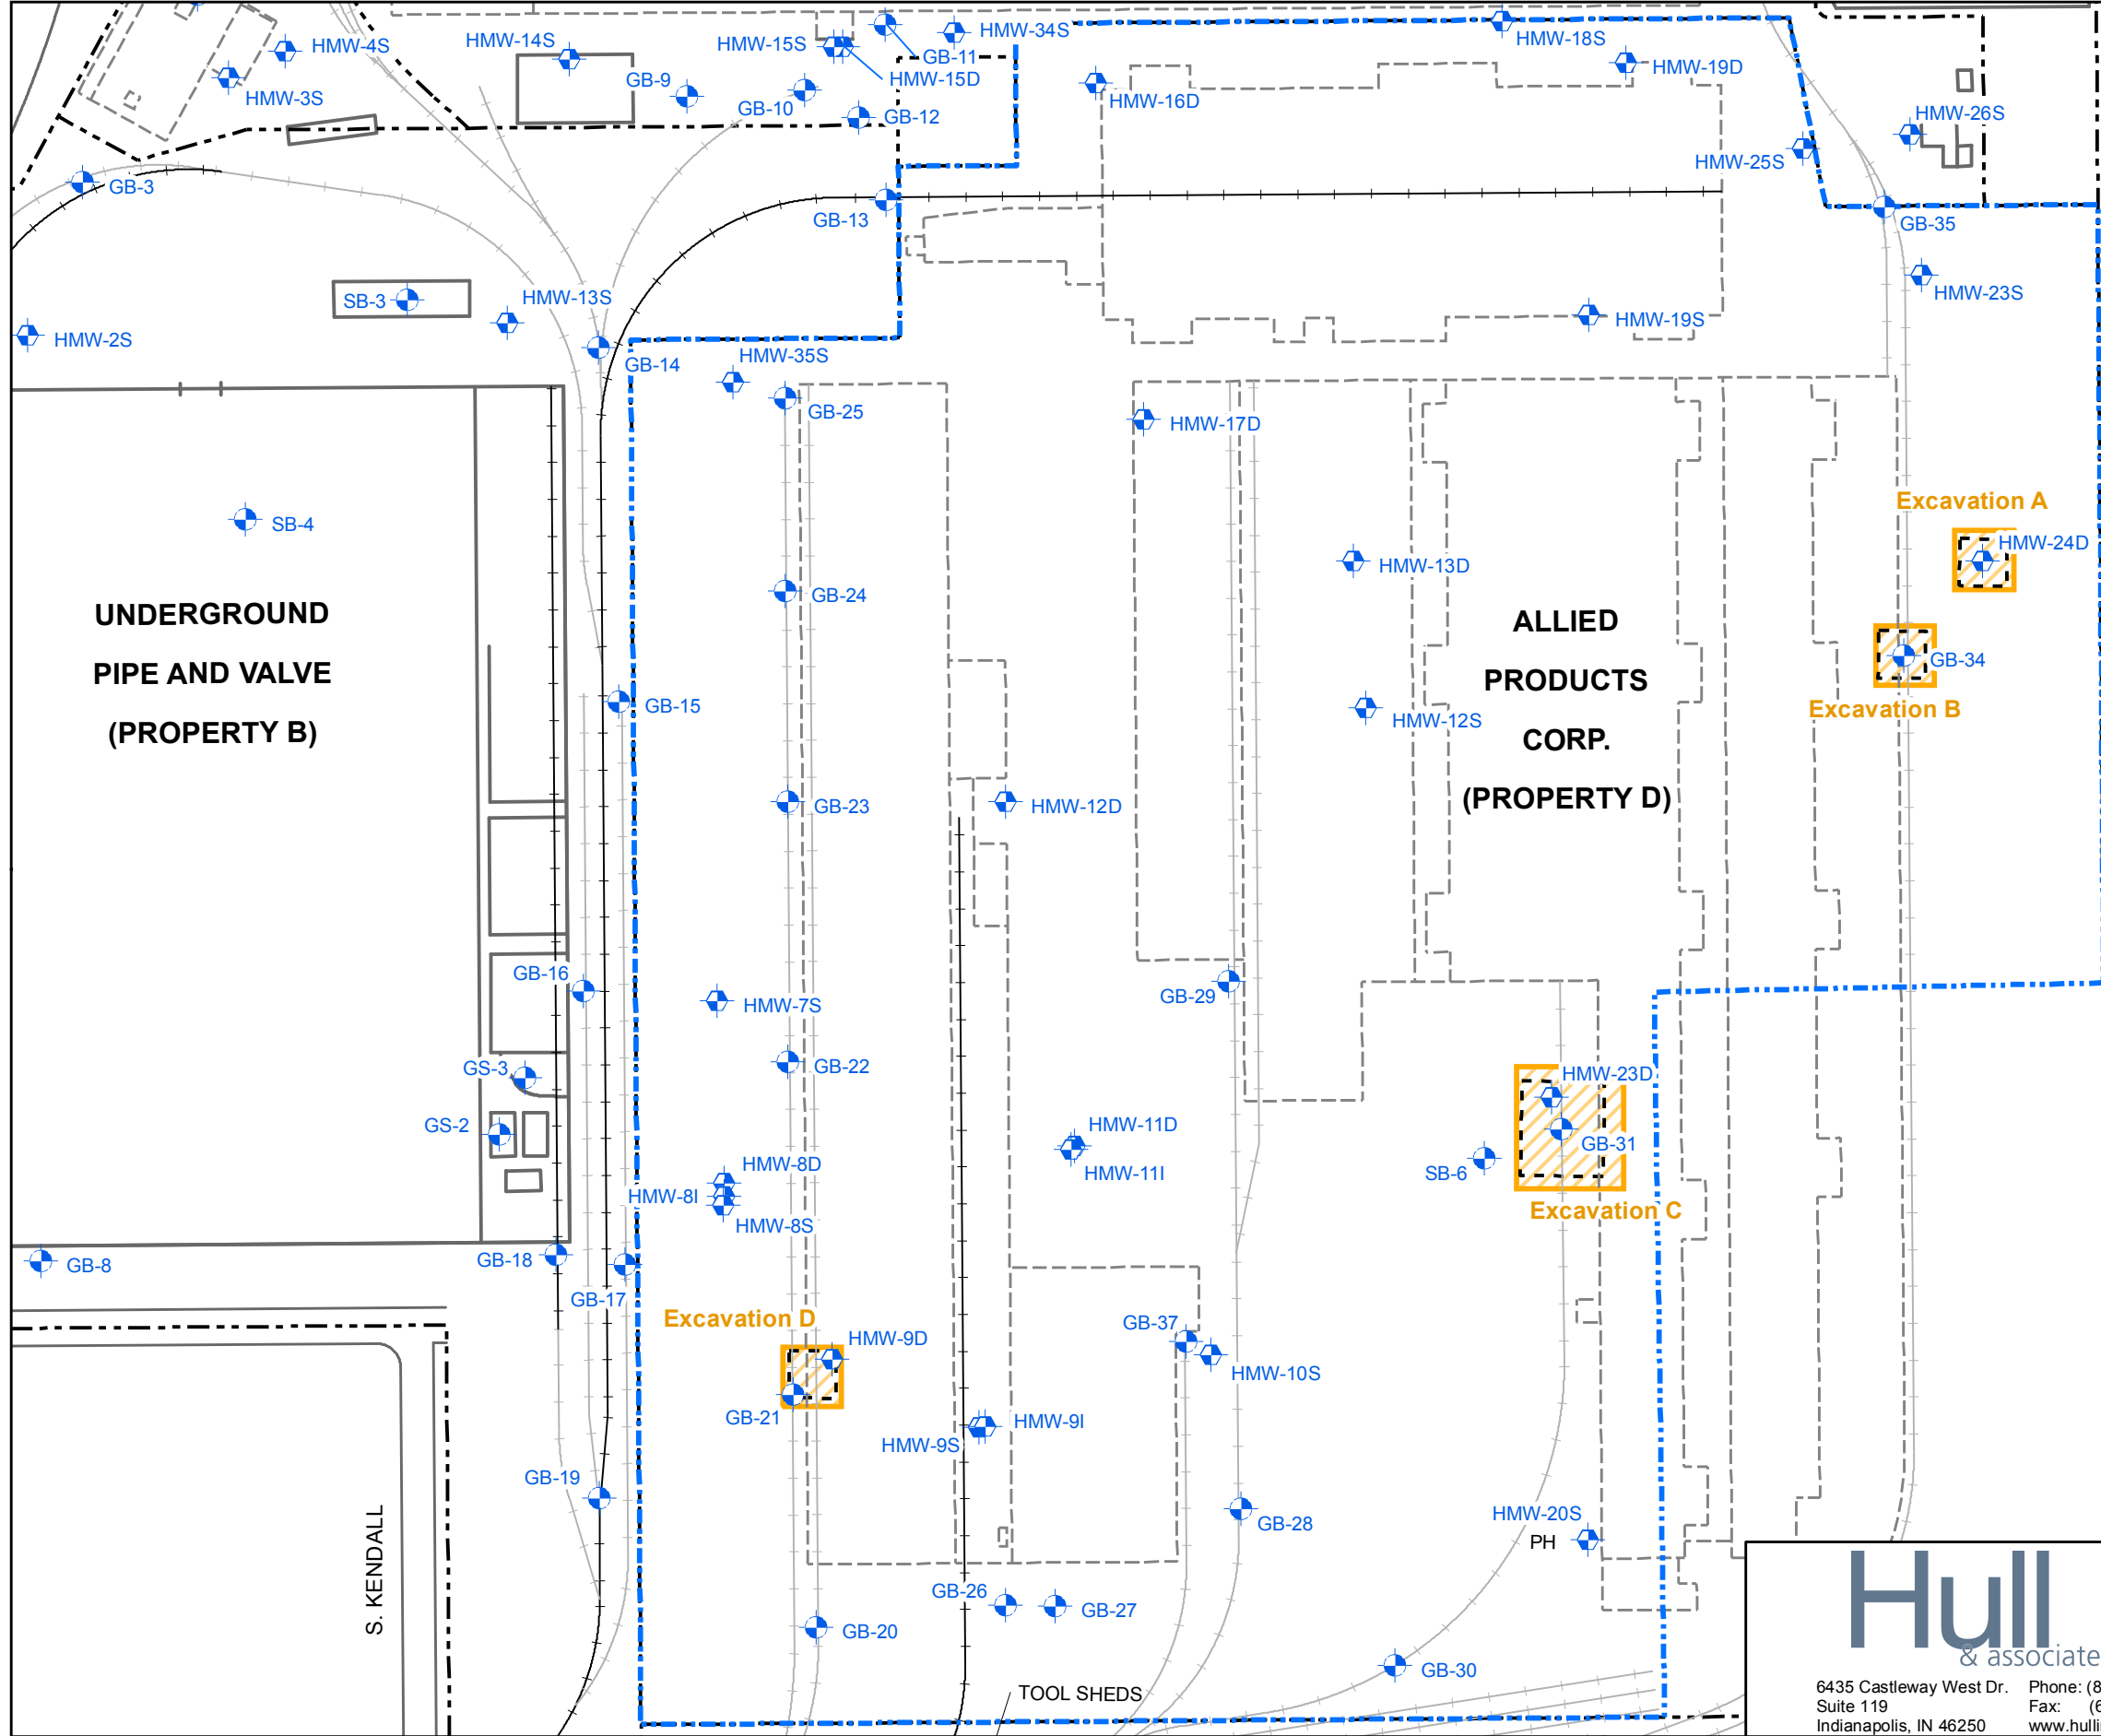 HMW-4S
HMW-14S
HMW-15S
GB-11
HMW-34S
HMW-18S
HMW-3S
GB-9
GB-10
HMW-15D
GB-12
HMW-16D
HMW-19D
HMW-26S
HMW-25S
GB-3
GB-13
GB-35
SB-3
HMW-13S
HMW-23S
HMW-2S
GB-14
HMW-35S
HMW-19S
GB-25
HMW-17D
SB-4
Excavation A
HMW-24D
GB-24
HMW-13D
UNDERGROUND
PIPE AND VALVE
(PROPERTY B)
ALLIED
PRODUCTS
CORP.
(PROPERTY D)
GB-34
Excavation B
GB-15
HMW-12S
GB-23
HMW-12D
GB-16
HMW-7S
GB-29
GS-3
GB-22
HMW-23D
GS-2
HMW-11D
HMW-11I
GB-31
SB-6
HMW-8D
HMW-8I
HMW-8S
Excavation C
GB-8
GB-18
GB-17
Excavation D
HMW-9D
GB-37
HMW-10S
GB-21
HMW-9I
HMW-9S
GB-19
GB-28
HMW-20S
PH
S. KENDALL
GB-26
GB-27
GB-20
GB-30
TOOL SHEDS
Hull
& associate
6435 Castleway West Dr. Phone: (8
Suite 119 Fax: (6
Indianapolis, IN 46250 www.hulli